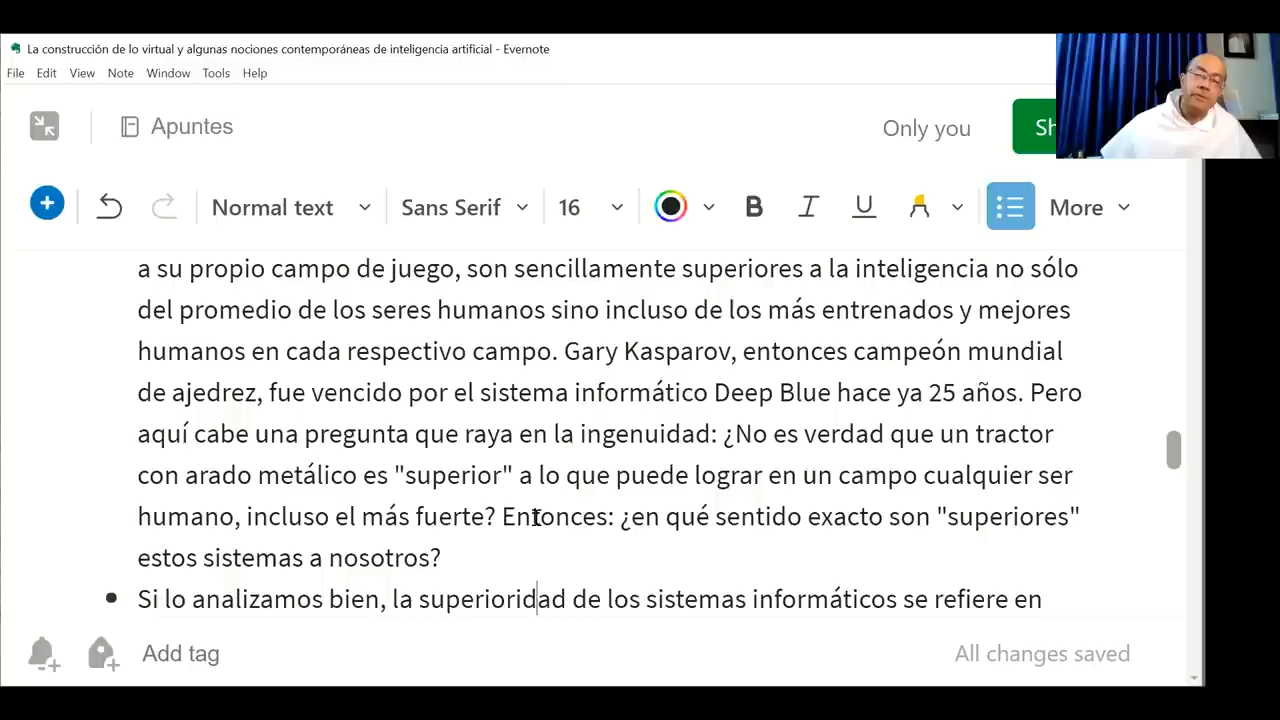 La construcción de lo virtual y algunas nociones contemporáneas de inteligencia artificial - Evernote
File Edit View Note Window Tools Help
Apuntes
Only you
Sh
Normal text
Sans Serif
16
B I U
More
a su propio campo de juego, son sencillamente superiores a la inteligencia no sólo
del promedio de los seres humanos sino incluso de los más entrenados y mejores
humanos en cada respectivo campo. Gary Kasparov, entonces campeón mundial
de ajedrez, fue vencido por el sistema informático Deep Blue hace ya 25 años. Pero
aquí cabe una pregunta que raya en la ingenuidad: ¿No es verdad que un tractor
con arado metálico es "superior" a lo que puede lograr en un campo cualquier ser
humano, incluso el más fuerte? Entonces: ¿en qué sentido exacto son "superiores"
estos sistemas a nosotros?
• Si lo analizamos bien, la superioridad de los sistemas informáticos se refiere en
Add tag
All changes saved